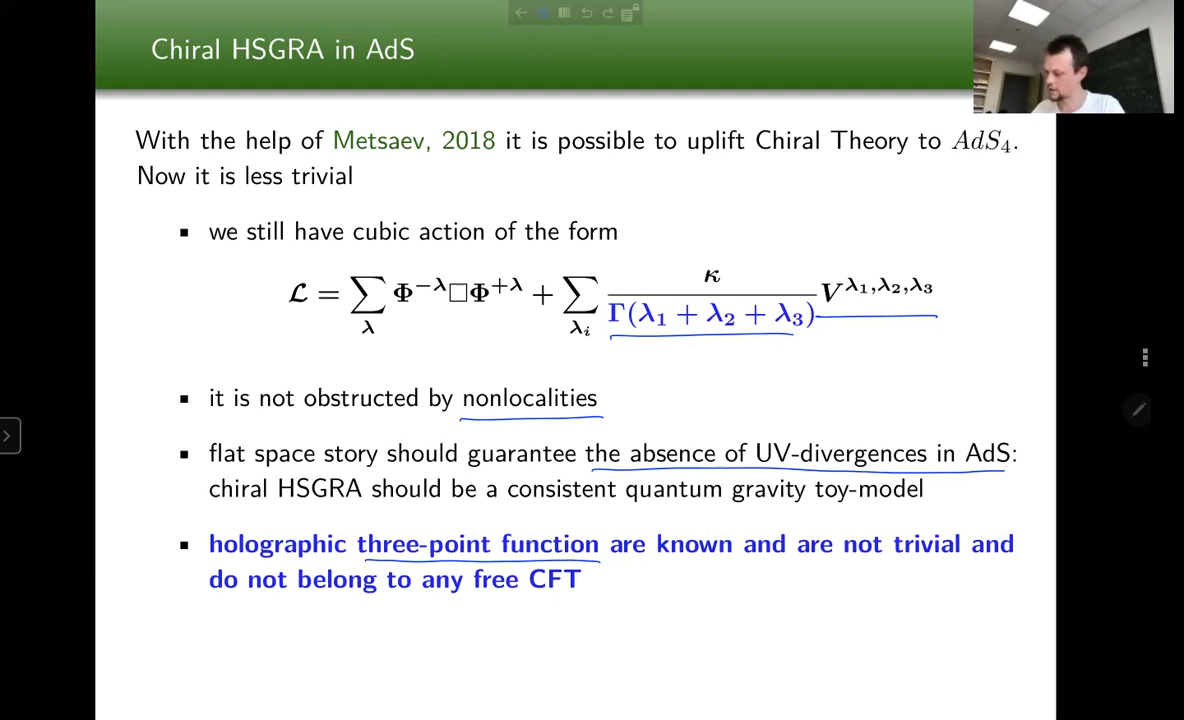 Chiral HSGRA in AdS
With the help of Metsaev, 2018 it is possible to uplift Chiral Theory to AdS₄.
Now it is less trivial
▪ we still have cubic action of the form
ℒ = ∑_λ Φ^{−λ}□Φ^{+λ} + ∑_{λᵢ} κ / Γ(λ₁ + λ₂ + λ₃) V^{λ₁,λ₂,λ₃}
▪ it is not obstructed by nonlocalities
▪ flat space story should guarantee the absence of UV-divergences in AdS:
chiral HSGRA should be a consistent quantum gravity toy-model
▪ holographic three-point function are known and are not trivial and
do not belong to any free CFT